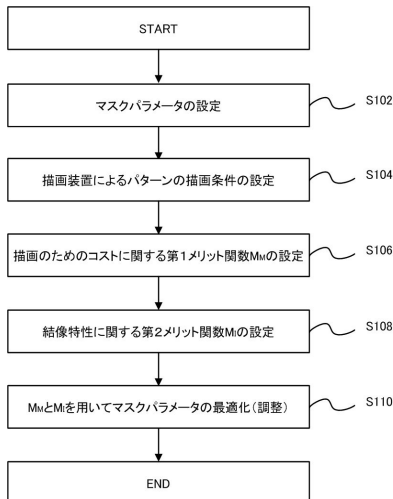 START
マスクパラメータの設定
S102
描画装置によるパターンの描画条件の設定
S104
描画のためのコストに関する第1メリット関数MMの設定
S106
結像特性に関する第2メリット関数MIの設定
S108
MMとMIを用いてマスクパラメータの最適化(調整)
S110
END